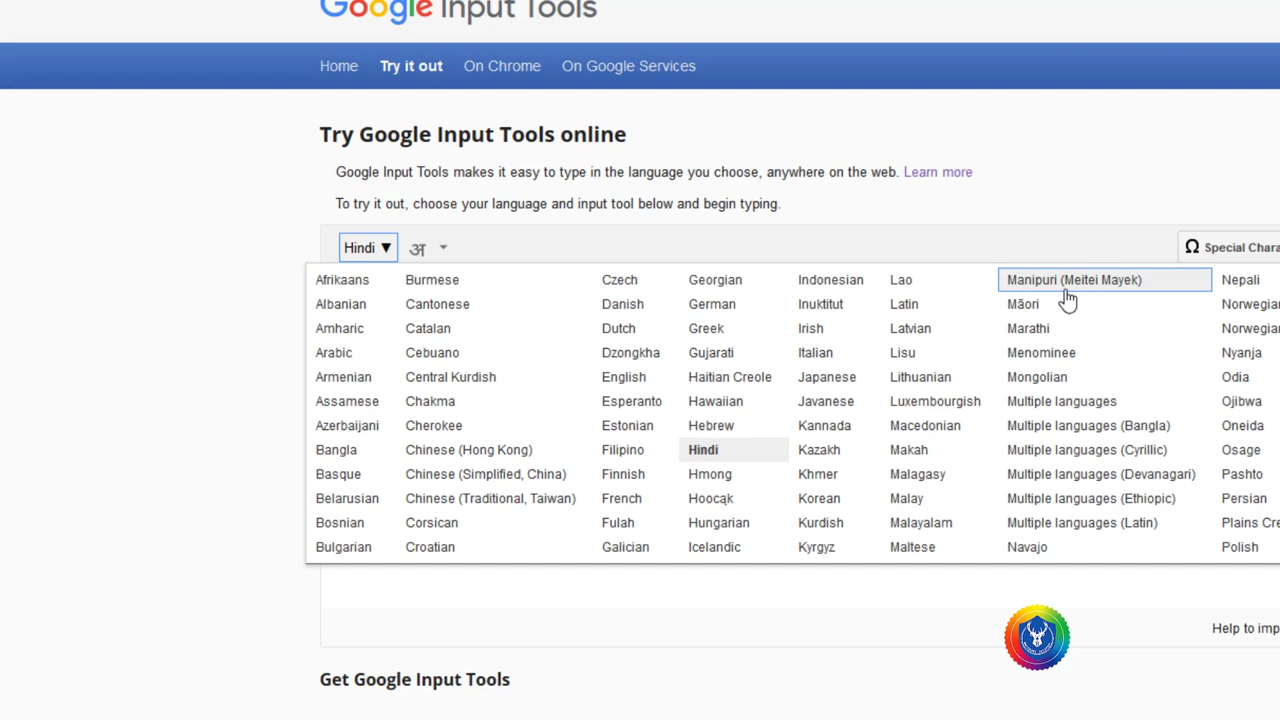 Google Input Tools
Home Try it out On Chrome On Google Services
Try Google Input Tools online
Google Input Tools makes it easy to type in the language you choose, anywhere on the web. Learn more
To try it out, choose your language and input tool below and begin typing.
Hindi ▼ अ Ω Special Chara
Afrikaans Burmese Czech Georgian Indonesian Lao Manipuri (Meitei Mayek) Nepali
Albanian Cantonese Danish German Inuktitut Latin Māori Norwegian
Amharic Catalan Dutch Greek Irish Latvian Marathi Norwegian
Arabic Cebuano Dzongkha Gujarati Italian Lisu Menominee Nyanja
Armenian Central Kurdish English Haitian Creole Japanese Lithuanian Mongolian Odia
Assamese Chakma Esperanto Hawaiian Javanese Luxembourgish Multiple languages Ojibwa
Azerbaijani Cherokee Estonian Hebrew Kannada Macedonian Multiple languages (Bangla) Oneida
Bangla Chinese (Hong Kong) Filipino Hindi Kazakh Makah Multiple languages (Cyrillic) Osage
Basque Chinese (Simplified, China) Finnish Hmong Khmer Malagasy Multiple languages (Devanagari) Pashto
Belarusian Chinese (Traditional, Taiwan) French Hoocąk Korean Malay Multiple languages (Ethiopic) Persian
Bosnian Corsican Fulah Hungarian Kurdish Malayalam Multiple languages (Latin) Plains Cre
Bulgarian Croatian Galician Icelandic Kyrgyz Maltese Navajo Polish
Help to imp
Get Google Input Tools